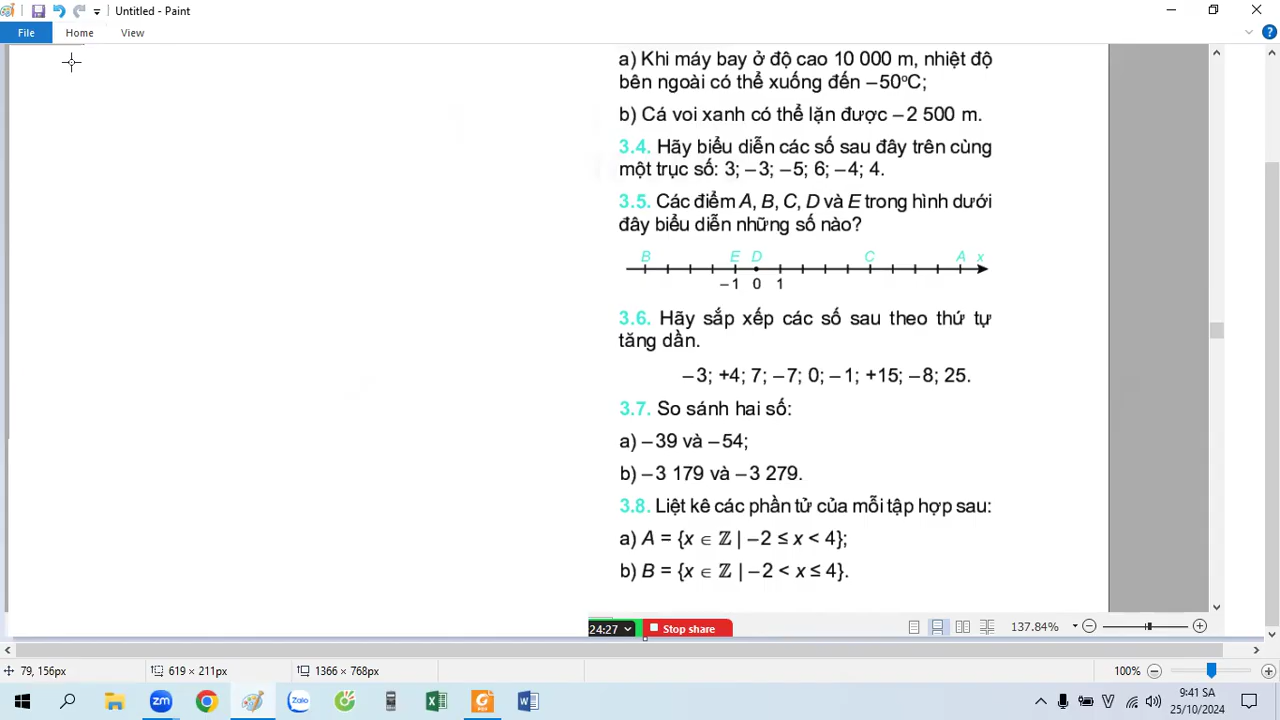 Untitled - Paint
File Home View
a) Khi máy bay ở độ cao 10 000 m, nhiệt độ
bên ngoài có thể xuống đến –50°C;
b) Cá voi xanh có thể lặn được –2 500 m.
3.4. Hãy biểu diễn các số sau đây trên cùng
một trục số: 3; –3; –5; 6; –4; 4.
3.5. Các điểm A, B, C, D và E trong hình dưới
đây biểu diễn những số nào?
B E D C A x
–1 0 1
3.6. Hãy sắp xếp các số sau theo thứ tự
tăng dần.
–3; +4; 7; –7; 0; –1; +15; –8; 25.
3.7. So sánh hai số:
a) –39 và –54;
b) –3 179 và –3 279.
3.8. Liệt kê các phần tử của mỗi tập hợp sau:
a) A = {x ∈ ℤ | –2 ≤ x < 4};
b) B = {x ∈ ℤ | –2 < x ≤ 4}.
24:27 Stop share 137.84%
79, 156px 619 × 211px 1366 × 768px 100%
zm Zalo V 9:41 SA
25/10/2024